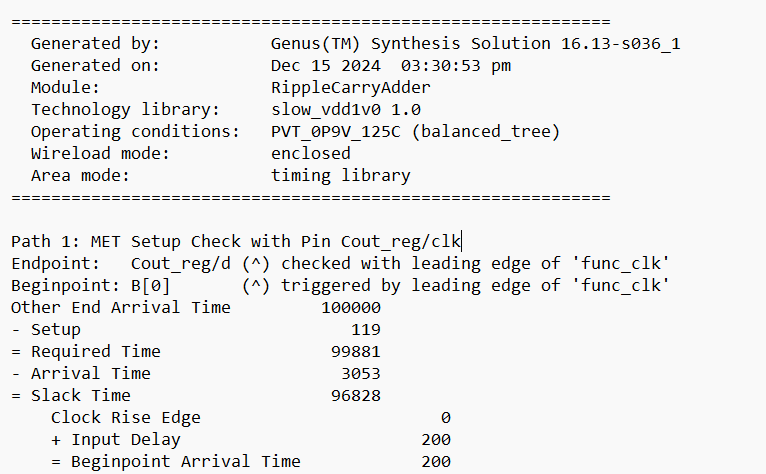 ============================================================
Generated by: Genus(TM) Synthesis Solution 16.13-s036_1
Generated on: Dec 15 2024 03:30:53 pm
Module: RippleCarryAdder
Technology library: slow_vdd1v0 1.0
Operating conditions: PVT_0P9V_125C (balanced_tree)
Wireload mode: enclosed
Area mode: timing library
============================================================
Path 1: MET Setup Check with Pin Cout_reg/clk
Endpoint: Cout_reg/d (^) checked with leading edge of 'func_clk'
Beginpoint: B[0] (^) triggered by leading edge of 'func_clk'
Other End Arrival Time 100000
- Setup 119
= Required Time 99881
- Arrival Time 3053
= Slack Time 96828
Clock Rise Edge 0
+ Input Delay 200
= Beginpoint Arrival Time 200